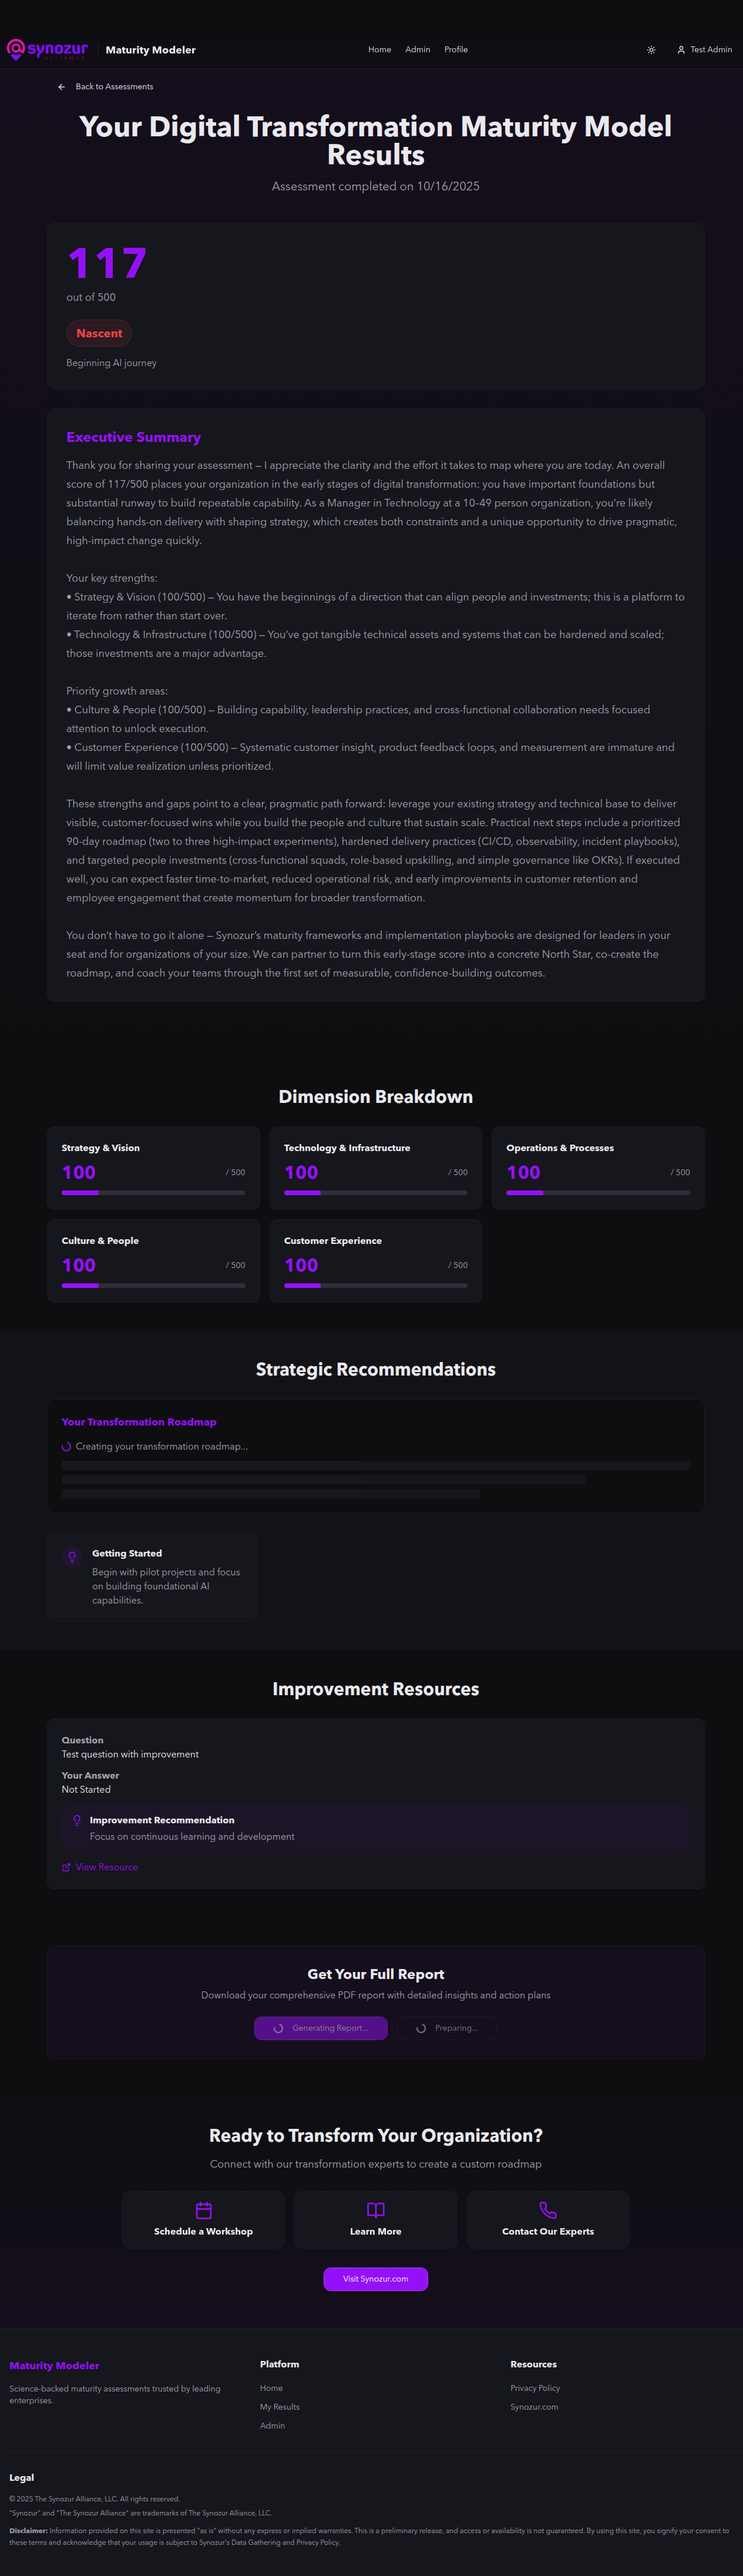 synozur
ALLIANCE
Maturity Modeler
Home
Admin
Profile
Test Admin
Back to Assessments
Your Digital Transformation Maturity Model
Results
Assessment completed on 10/16/2025
117
out of 500
Nascent
Beginning AI journey
Executive Summary
Thank you for sharing your assessment — I appreciate the clarity and the effort it takes to map where you are today. An overall
score of 117/500 places your organization in the early stages of digital transformation: you have important foundations but
substantial runway to build repeatable capability. As a Manager in Technology at a 10–49 person organization, you're likely
balancing hands-on delivery with shaping strategy, which creates both constraints and a unique opportunity to drive pragmatic,
high-impact change quickly.
Your key strengths:
• Strategy & Vision (100/500) — You have the beginnings of a direction that can align people and investments; this is a platform to
iterate from rather than start over.
• Technology & Infrastructure (100/500) — You've got tangible technical assets and systems that can be hardened and scaled;
those investments are a major advantage.
Priority growth areas:
• Culture & People (100/500) — Building capability, leadership practices, and cross-functional collaboration needs focused
attention to unlock execution.
• Customer Experience (100/500) — Systematic customer insight, product feedback loops, and measurement are immature and
will limit value realization unless prioritized.
These strengths and gaps point to a clear, pragmatic path forward: leverage your existing strategy and technical base to deliver
visible, customer-focused wins while you build the people and culture that sustain scale. Practical next steps include a prioritized
90-day roadmap (two to three high-impact experiments), hardened delivery practices (CI/CD, observability, incident playbooks),
and targeted people investments (cross-functional squads, role-based upskilling, and simple governance like OKRs). If executed
well, you can expect faster time-to-market, reduced operational risk, and early improvements in customer retention and
employee engagement that create momentum for broader transformation.
You don't have to go it alone — Synozur's maturity frameworks and implementation playbooks are designed for leaders in your
seat and for organizations of your size. We can partner to turn this early-stage score into a concrete North Star, co-create the
roadmap, and coach your teams through the first set of measurable, confidence-building outcomes.
Dimension Breakdown
Strategy & Vision
100
/ 500
Technology & Infrastructure
100
/ 500
Operations & Processes
100
/ 500
Culture & People
100
/ 500
Customer Experience
100
/ 500
Strategic Recommendations
Your Transformation Roadmap
Creating your transformation roadmap...
Getting Started
Begin with pilot projects and focus
on building foundational AI
capabilities.
Improvement Resources
Question
Test question with improvement
Your Answer
Not Started
Improvement Recommendation
Focus on continuous learning and development
View Resource
Get Your Full Report
Download your comprehensive PDF report with detailed insights and action plans
Generating Report...
Preparing...
Ready to Transform Your Organization?
Connect with our transformation experts to create a custom roadmap
Schedule a Workshop
Learn More
Contact Our Experts
Visit Synozur.com
Maturity Modeler
Science-backed maturity assessments trusted by leading
enterprises.
Platform
Home
My Results
Admin
Resources
Privacy Policy
Synozur.com
Legal
© 2025 The Synozur Alliance, LLC. All rights reserved.
"Synozur" and "The Synozur Alliance" are trademarks of The Synozur Alliance, LLC.
Disclaimer: Information provided on this site is presented "as is" without any express or implied warranties. This is a preliminary release, and access or availability is not guaranteed. By using this site, you signify your consent to
these terms and acknowledge that your usage is subject to Synozur's Data Gathering and Privacy Policy.